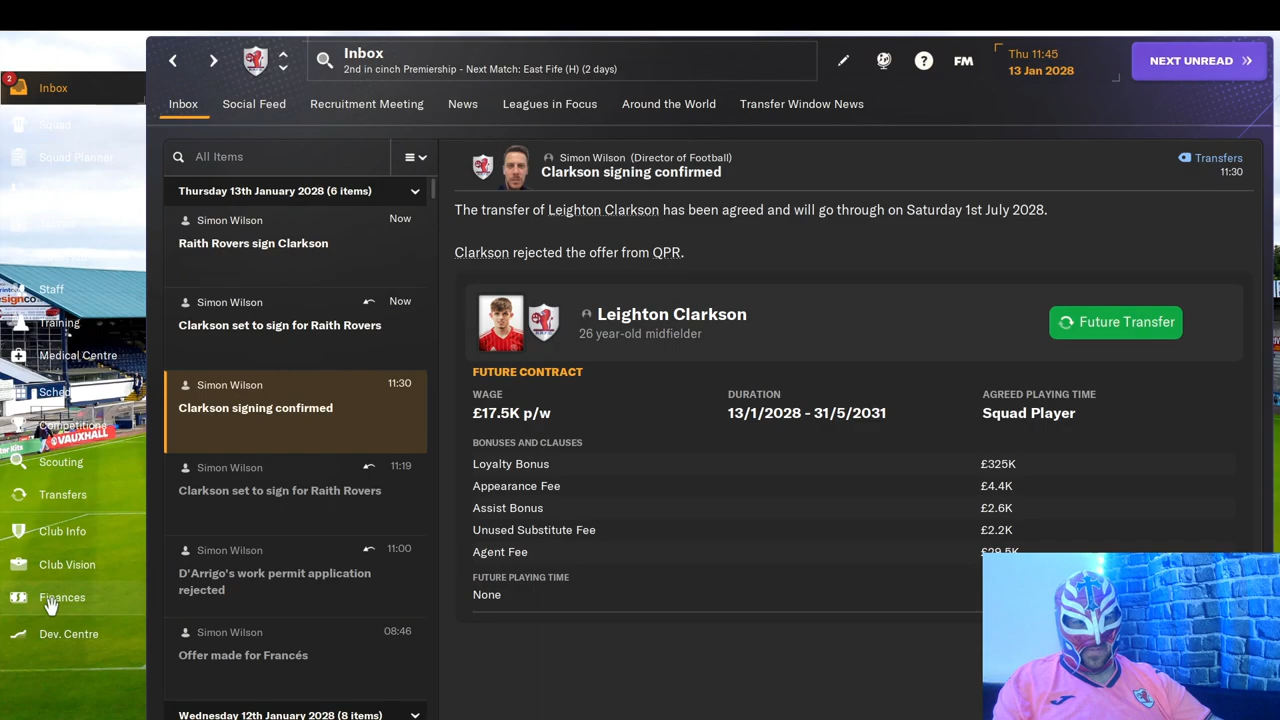 2
Inbox
Squad
Squad Planner
Staff
Training
Medical Centre
Sched
Competitions
Scouting
Transfers
Club Info
Club Vision
Finances
Dev. Centre
VAUXHALL
Inbox
2nd in cinch Premiership - Next Match: East Fife (H) (2 days)
?
FM
Thu 11:45
13 Jan 2028
NEXT UNREAD
Inbox
Social Feed
Recruitment Meeting
News
Leagues in Focus
Around the World
Transfer Window News
All Items
Thursday 13th January 2028 (6 items)
Simon Wilson
Now
Raith Rovers sign Clarkson
Simon Wilson
Now
Clarkson set to sign for Raith Rovers
Simon Wilson
11:30
Clarkson signing confirmed
Simon Wilson
11:19
Clarkson set to sign for Raith Rovers
Simon Wilson
11:00
D'Arrigo's work permit application
rejected
Simon Wilson
08:46
Offer made for Francés
Wednesday 12th January 2028 (8 items)
Simon Wilson (Director of Football)
Clarkson signing confirmed
Transfers
11:30
The transfer of Leighton Clarkson has been agreed and will go through on Saturday 1st July 2028.
Clarkson rejected the offer from QPR.
Leighton Clarkson
26 year-old midfielder
Future Transfer
FUTURE CONTRACT
WAGE
£17.5K p/w
DURATION
13/1/2028 - 31/5/2031
AGREED PLAYING TIME
Squad Player
BONUSES AND CLAUSES
Loyalty Bonus
£325K
Appearance Fee
£4.4K
Assist Bonus
£2.6K
Unused Substitute Fee
£2.2K
Agent Fee
£29.5K
FUTURE PLAYING TIME
None